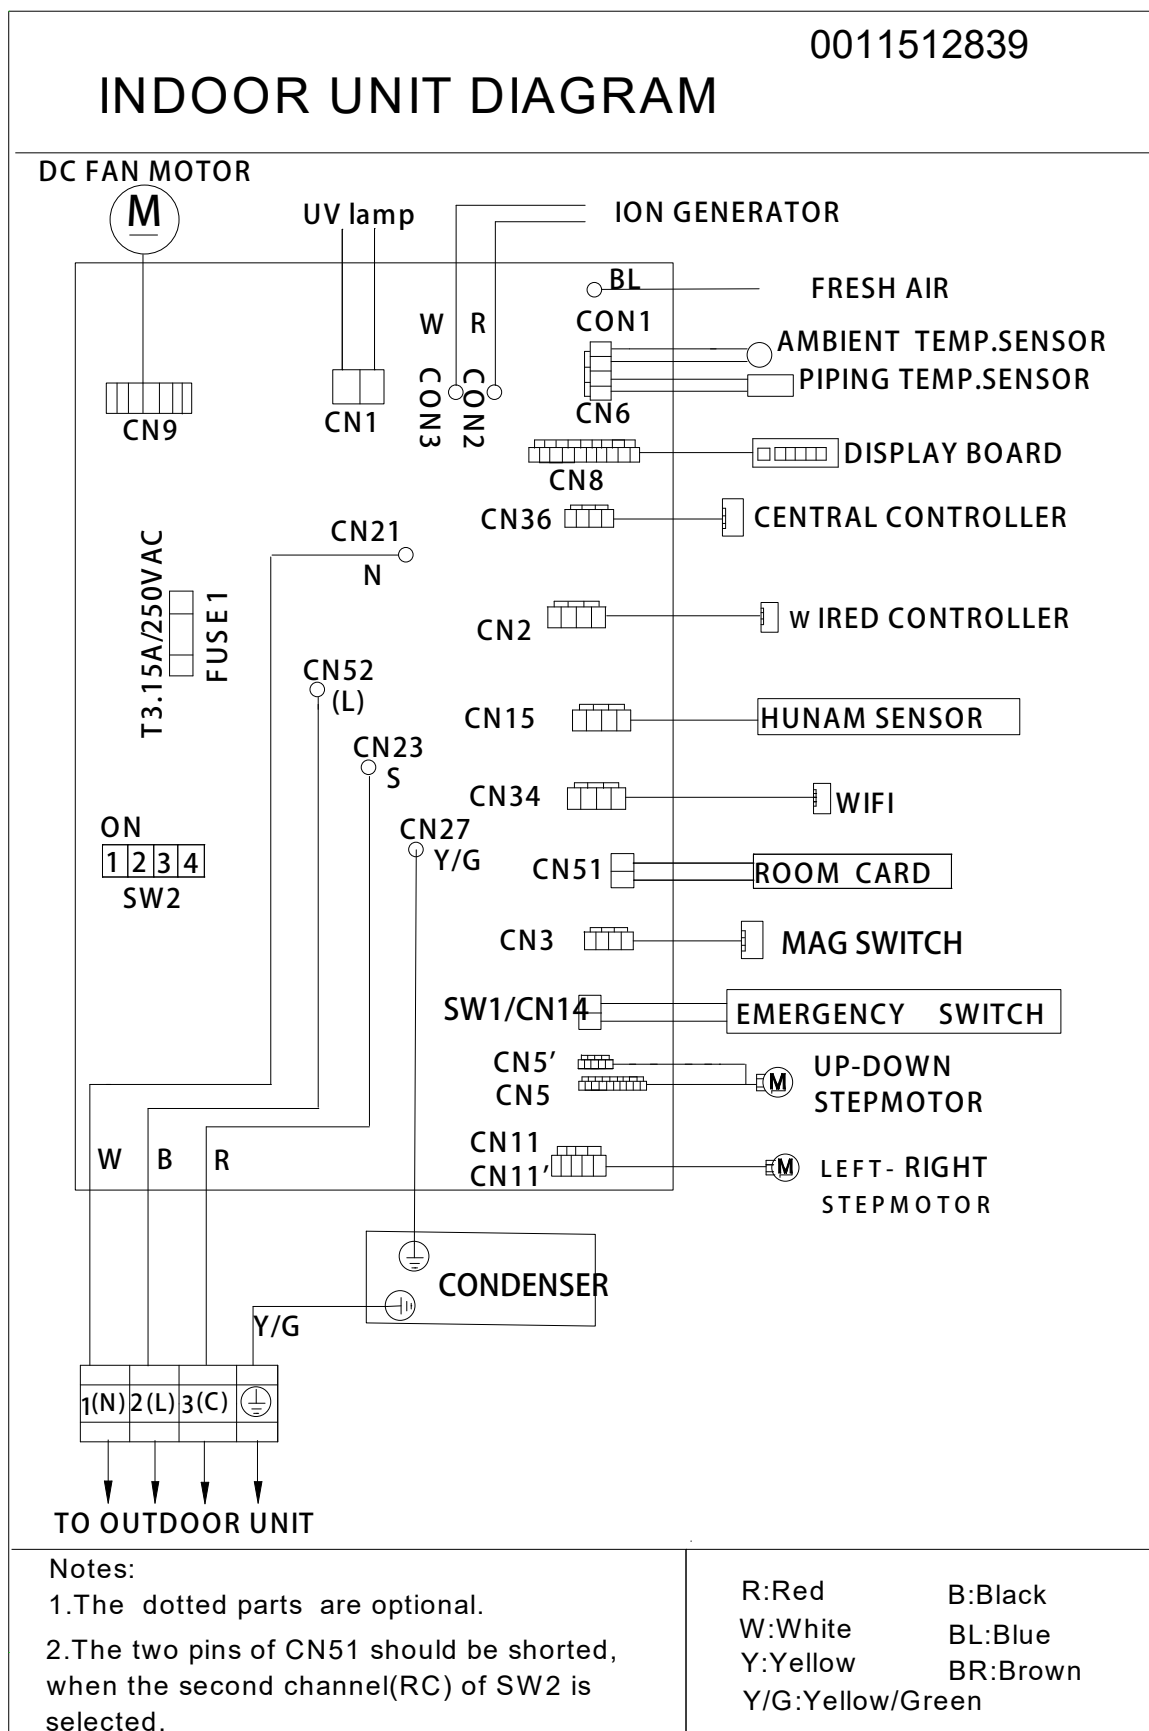 0011512839
INDOOR UNIT DIAGRAM
DC FAN MOTOR
M
UV lamp
ION GENERATOR
BL
FRESH AIR
W
R
CON1
AMBIENT TEMP.SENSOR
PIPING TEMP.SENSOR
CN9
CN1
CON3
CON2
CN6
DISPLAY BOARD
CN8
CN36
CENTRAL CONTROLLER
CN21
N
T3.15A/250VAC
FUSE1
CN2
W IRED CONTROLLER
CN52
(L)
CN15
HUNAM SENSOR
CN23
S
CN34
WIFI
ON
1 2 3 4
SW2
CN27
Y/G
CN51
ROOM CARD
CN3
MAG SWITCH
SW1/CN14
EMERGENCY SWITCH
CN5'
CN5
M
UP-DOWN
STEPMOTOR
W
B
R
CN11
CN11'
M
LEFT- RIGHT
STEPMOTOR
CONDENSER
Y/G
1(N) 2(L) 3(C)
TO OUTDOOR UNIT
Notes:
1.The dotted parts are optional.
2.The two pins of CN51 should be shorted,
when the second channel(RC) of SW2 is
selected.
R:Red
B:Black
W:White
BL:Blue
Y:Yellow
BR:Brown
Y/G:Yellow/Green